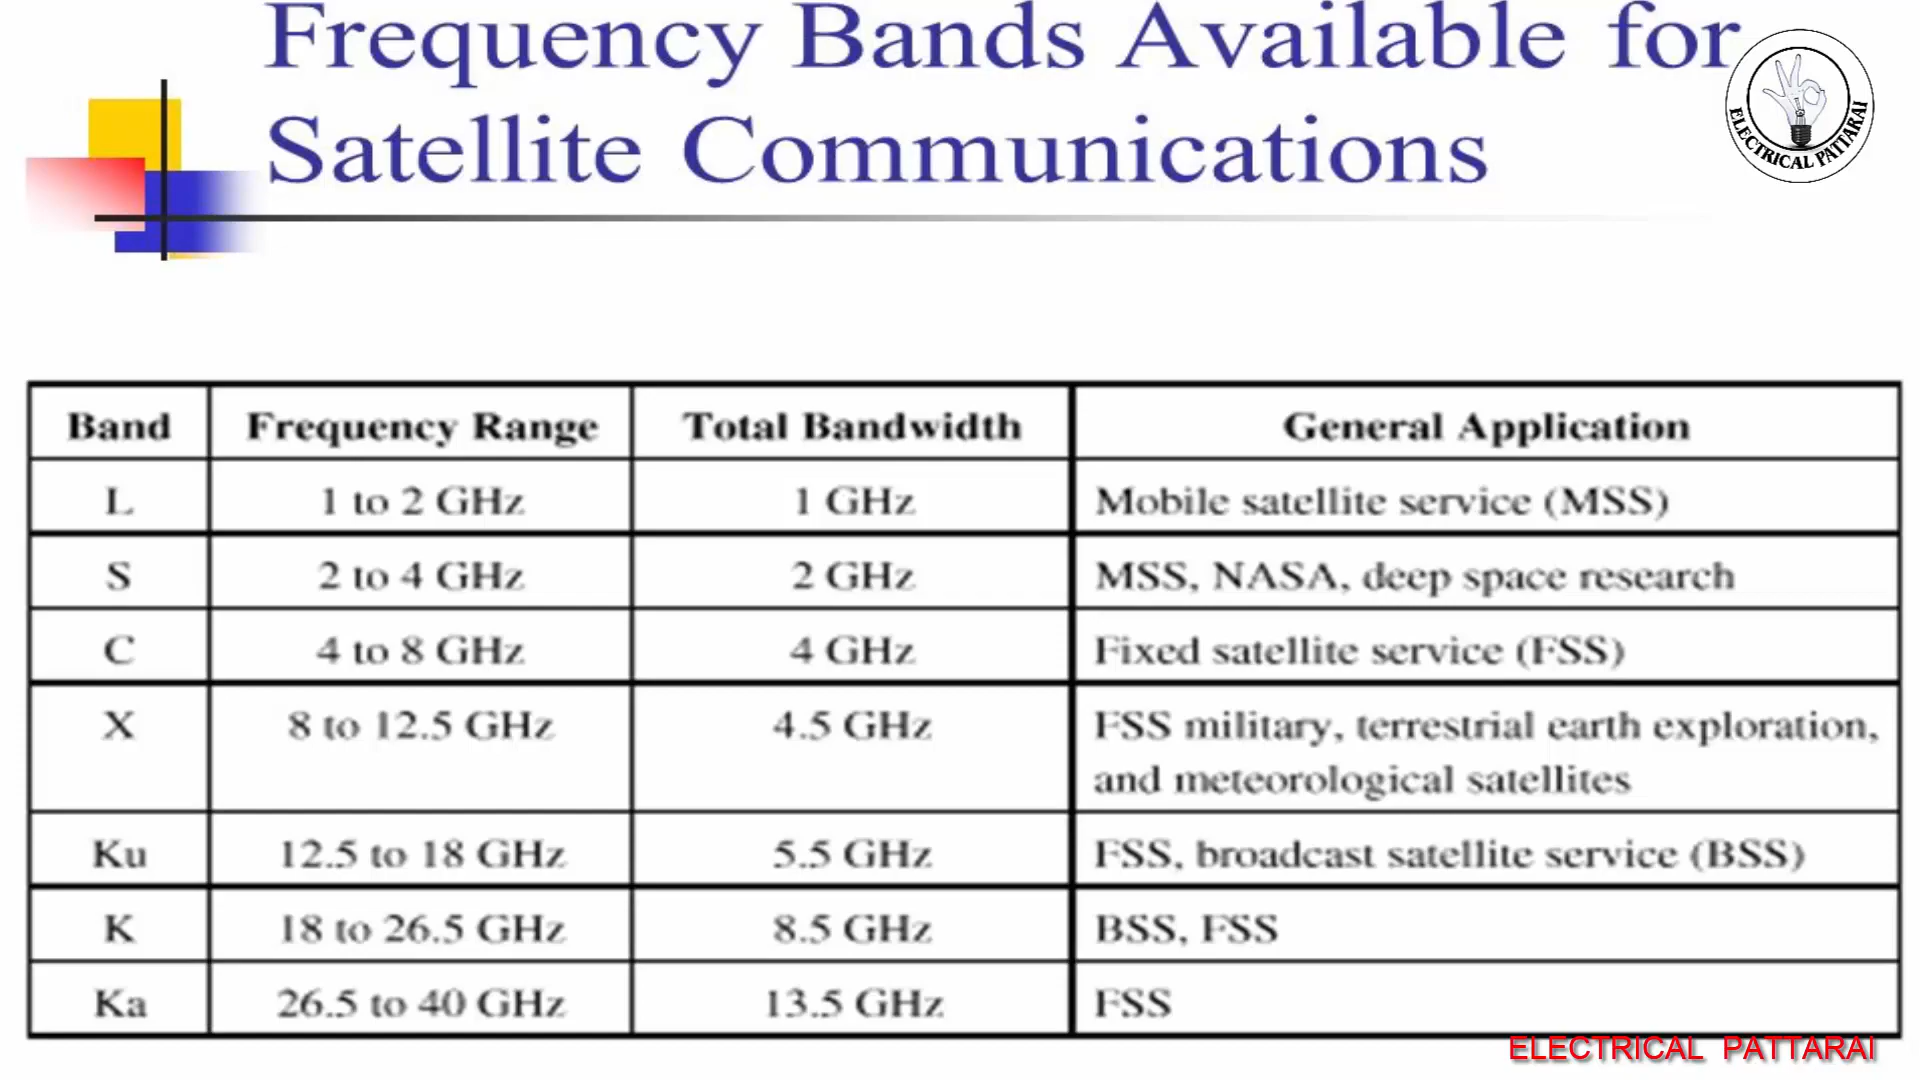 Frequency Bands Available for
Satellite Communications
ELECTRICAL PATTARAI
Band Frequency Range Total Bandwidth General Application
L 1 to 2 GHz 1 GHz Mobile satellite service (MSS)
S 2 to 4 GHz 2 GHz MSS, NASA, deep space research
C 4 to 8 GHz 4 GHz Fixed satellite service (FSS)
X 8 to 12.5 GHz 4.5 GHz FSS military, terrestrial earth exploration,
and meteorological satellites
Ku 12.5 to 18 GHz 5.5 GHz FSS, broadcast satellite service (BSS)
K 18 to 26.5 GHz 8.5 GHz BSS, FSS
Ka 26.5 to 40 GHz 13.5 GHz FSS
ELECTRICAL PATTARAI